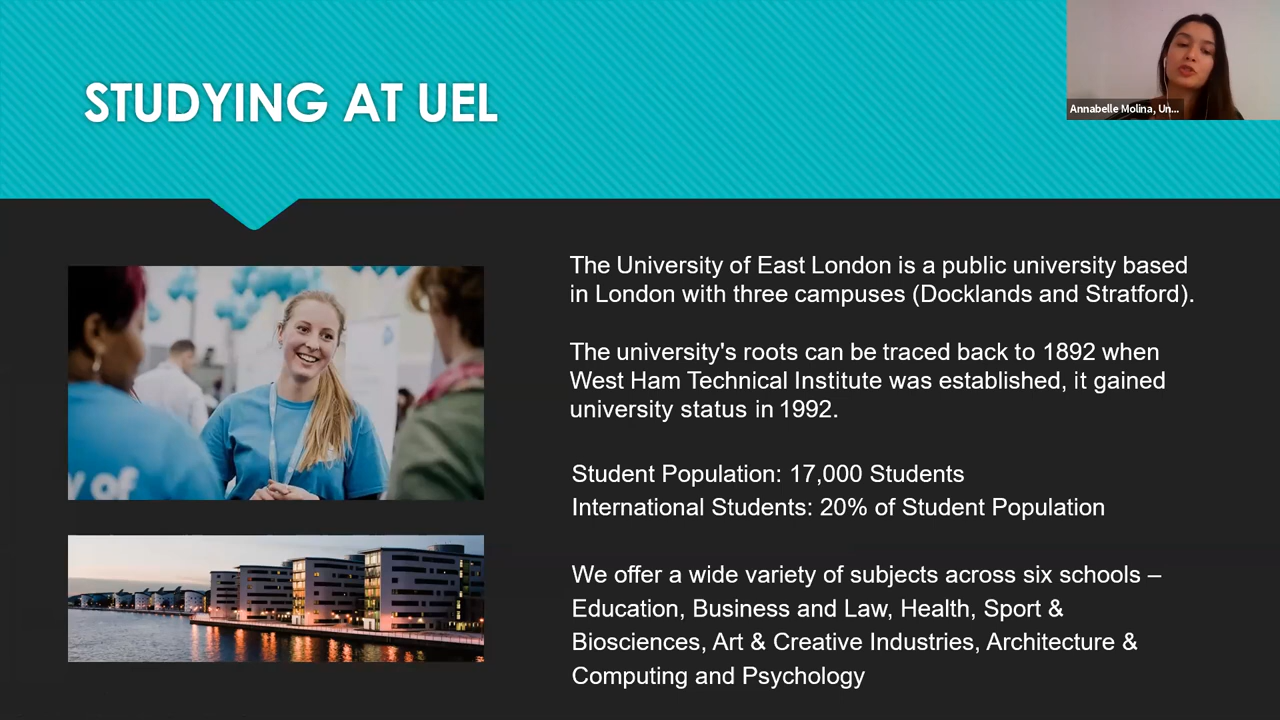 STUDYING AT UEL
Annabelle Molina, Un...
The University of East London is a public university based
in London with three campuses (Docklands and Stratford).
The university's roots can be traced back to 1892 when
West Ham Technical Institute was established, it gained
university status in 1992.
y of
Student Population: 17,000 Students
International Students: 20% of Student Population
We offer a wide variety of subjects across six schools –
Education, Business and Law, Health, Sport &
Biosciences, Art & Creative Industries, Architecture &
Computing and Psychology